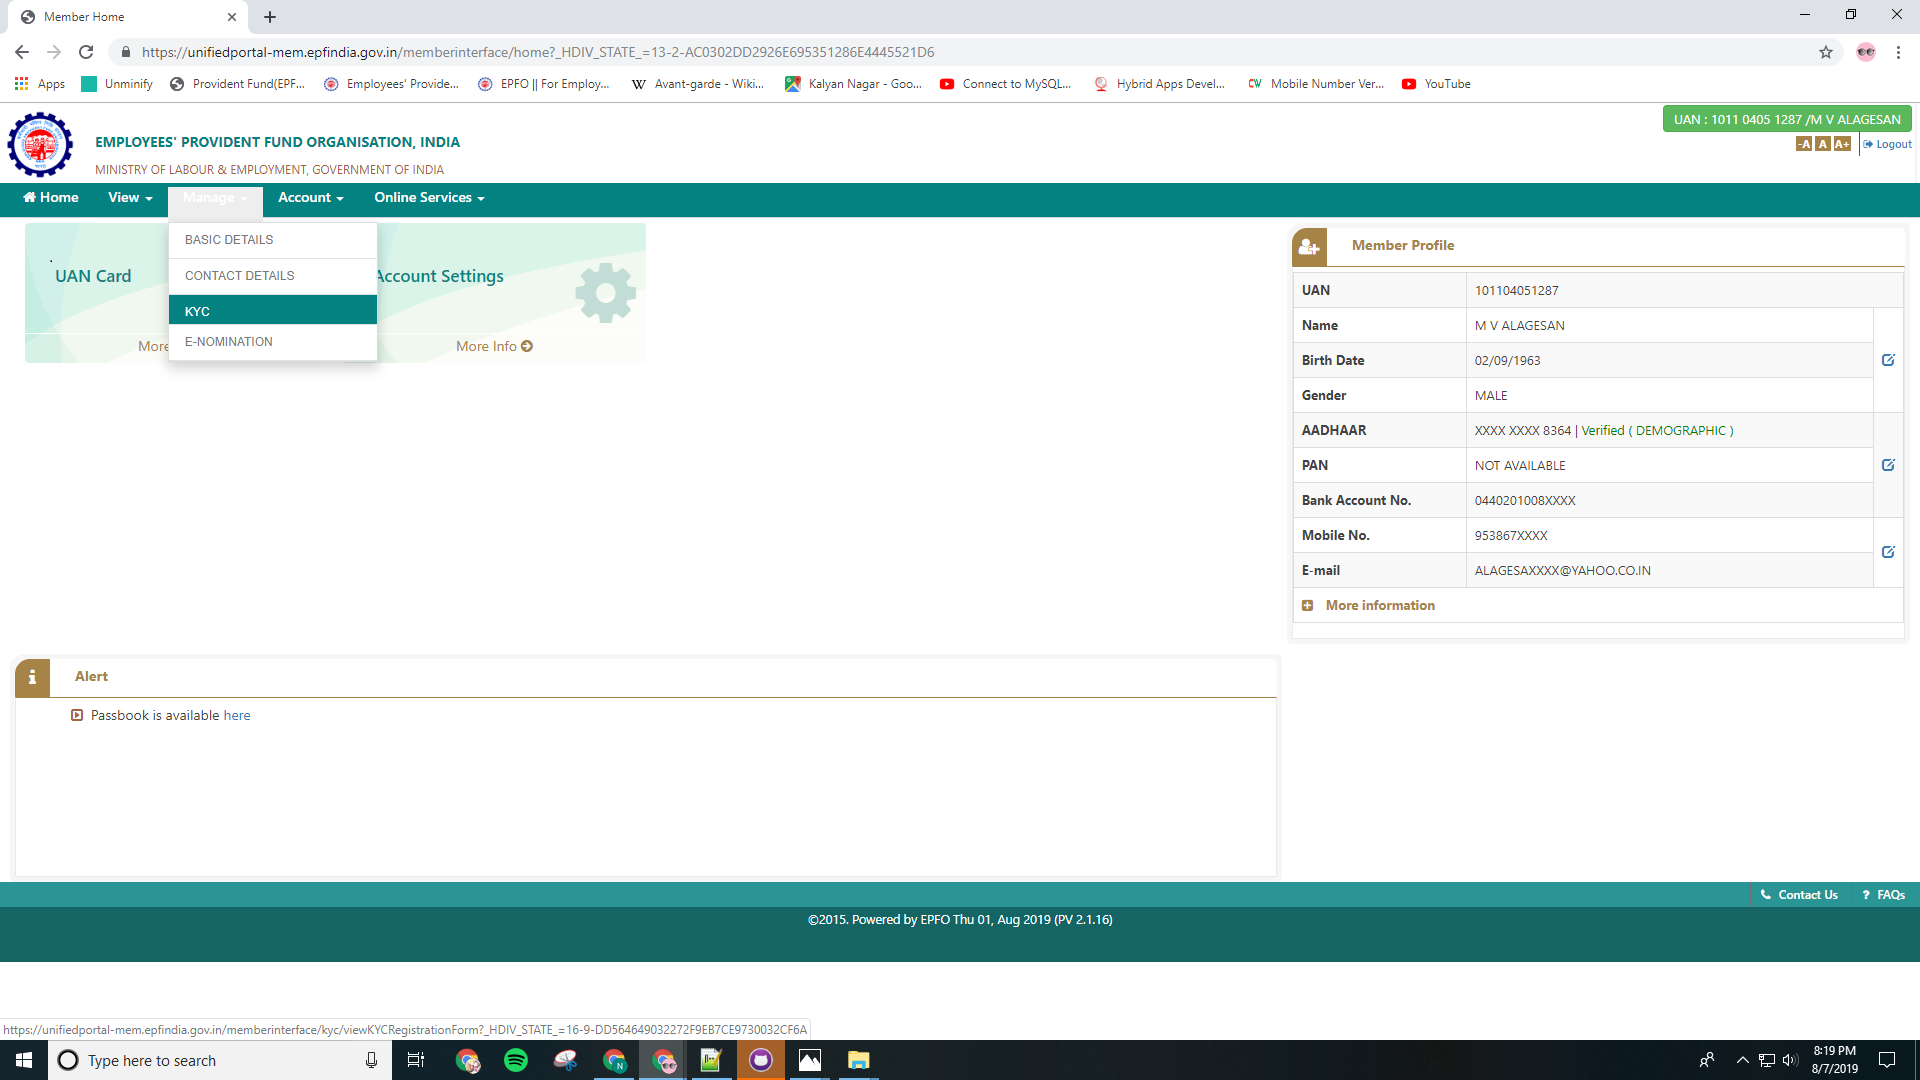 Member Home
https://unifiedportal-mem.epfindia.gov.in/memberinterface/home?_HDIV_STATE_=13-2-AC0302DD2926E695351286E4445521D6
Apps Unminify Provident Fund(EPF... Employees' Provide... EPFO || For Employ... Avant-garde - Wiki... Kalyan Nagar - Goo... Connect to MySQL... Hybrid Apps Devel... Mobile Number Ver... YouTube
UAN : 1011 0405 1287 /M V ALAGESAN
EMPLOYEES' PROVIDENT FUND ORGANISATION, INDIA
-A A A+ Logout
MINISTRY OF LABOUR & EMPLOYMENT, GOVERNMENT OF INDIA
Home View Manage Account Online Services
BASIC DETAILS
CONTACT DETAILS
KYC
E-NOMINATION
UAN Card
More
Account Settings
More Info
Member Profile
UAN 101104051287
Name M V ALAGESAN
Birth Date 02/09/1963
Gender MALE
AADHAAR XXXX XXXX 8364 | Verified ( DEMOGRAPHIC )
PAN NOT AVAILABLE
Bank Account No. 0440201008XXXX
Mobile No. 953867XXXX
E-mail ALAGESAXXXX@YAHOO.CO.IN
More information
Alert
Passbook is available here
Contact Us ? FAQs
©2015. Powered by EPFO Thu 01, Aug 2019 (PV 2.1.16)
https://unifiedportal-mem.epfindia.gov.in/memberinterface/kyc/viewKYCRegistrationForm?_HDIV_STATE_=16-9-DD564649032272F9EB7CE9730032CF6A
Type here to search
8:19 PM
8/7/2019